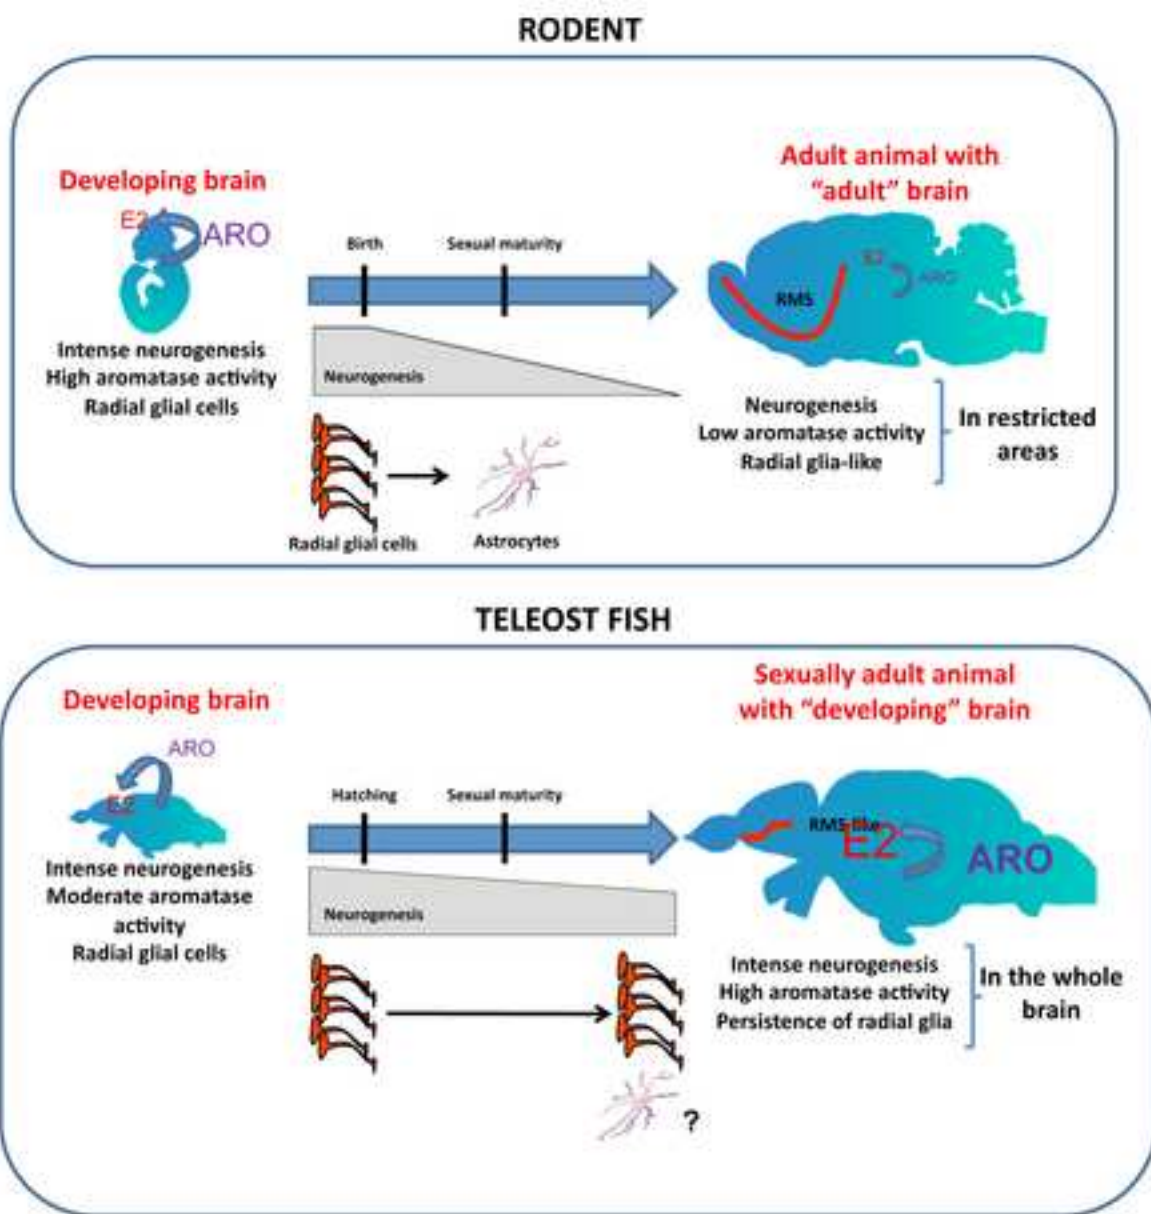 RODENT
Developing brain
E2
ARO
Intense neurogenesis
High aromatase activity
Radial glial cells
Birth
Sexual maturity
Neurogenesis
Radial glial cells
Astrocytes
Adult animal with
“adult” brain
RMS
E2
ARO
Neurogenesis
Low aromatase activity
Radial glia-like
In restricted
areas
TELEOST FISH
Developing brain
ARO
E2
Intense neurogenesis
Moderate aromatase
activity
Radial glial cells
Hatching
Sexual maturity
Neurogenesis
?
Sexually adult animal
with “developing” brain
RMS-like
E2
ARO
Intense neurogenesis
High aromatase activity
Persistence of radial glia
In the whole
brain